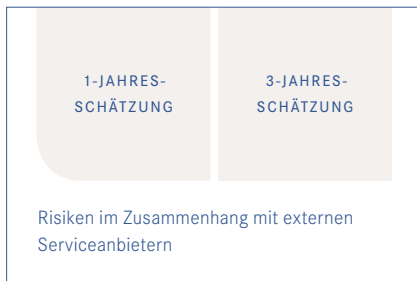 1-JAHRES-
SCHÄTZUNG
3-JAHRES-
SCHÄTZUNG
Risiken im Zusammenhang mit externen
Serviceanbietern